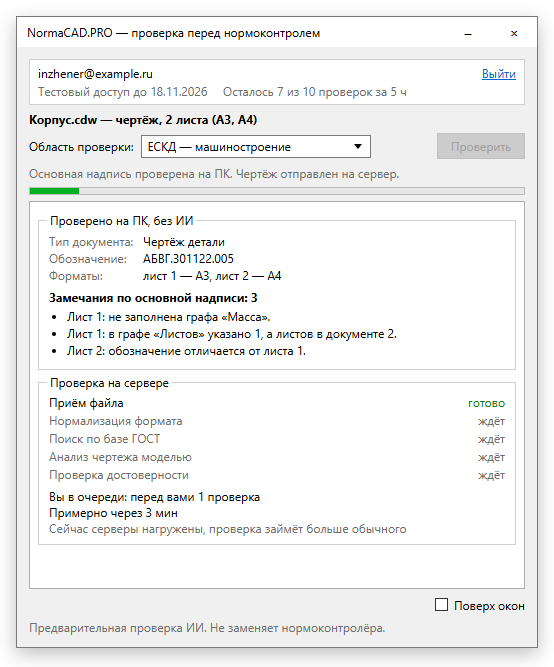 NormaCAD.PRO — проверка перед нормоконтролем
inzhener@example.ru Выйти
Тестовый доступ до 18.11.2026 Осталось 7 из 10 проверок за 5 ч
Корпус.cdw — чертёж, 2 листа (А3, А4)
Область проверки: ЕСКД — машиностроение Проверить
Основная надпись проверена на ПК. Чертёж отправлен на сервер.
Проверено на ПК, без ИИ
Тип документа: Чертёж детали
Обозначение: АБВГ.301122.005
Форматы: лист 1 — А3, лист 2 — А4
Замечания по основной надписи: 3
• Лист 1: не заполнена графа «Масса».
• Лист 1: в графе «Листов» указано 1, а листов в документе 2.
• Лист 2: обозначение отличается от листа 1.
Проверка на сервере
Приём файла готово
Нормализация формата ждёт
Поиск по базе ГОСТ ждёт
Анализ чертежа моделью ждёт
Проверка достоверности ждёт
Вы в очереди: перед вами 1 проверка
Примерно через 3 мин
Сейчас серверы нагружены, проверка займёт больше обычного
Поверх окон
Предварительная проверка ИИ. Не заменяет нормоконтролёра.